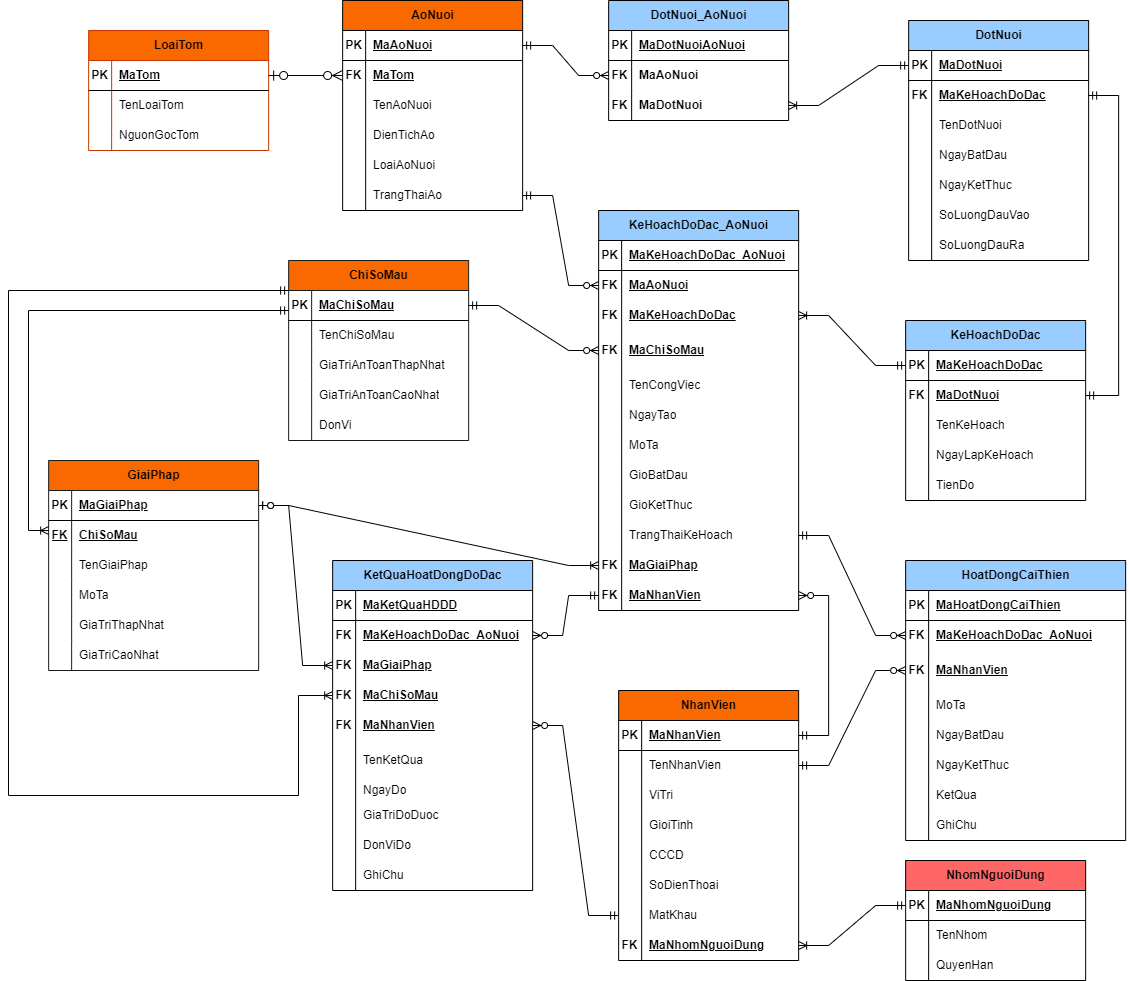 LoaiTom
PK MaTom
TenLoaiTom
NguonGocTom
AoNuoi
PK MaAoNuoi
FK MaTom
TenAoNuoi
DienTichAo
LoaiAoNuoi
TrangThaiAo
DotNuoi_AoNuoi
PK MaDotNuoiAoNuoi
FK MaAoNuoi
FK MaDotNuoi
DotNuoi
PK MaDotNuoi
FK MaKeHoachDoDac
TenDotNuoi
NgayBatDau
NgayKetThuc
SoLuongDauVao
SoLuongDauRa
KeHoachDoDac_AoNuoi
PK MaKeHoachDoDac_AoNuoi
FK MaAoNuoi
FK MaKeHoachDoDac
FK MaChiSoMau
TenCongViec
NgayTao
MoTa
GioBatDau
GioKetThuc
TrangThaiKeHoach
FK MaGiaiPhap
FK MaNhanVien
ChiSoMau
PK MaChiSoMau
TenChiSoMau
GiaTriAnToanThapNhat
GiaTriAnToanCaoNhat
DonVi
KeHoachDoDac
PK MaKeHoachDoDac
FK MaDotNuoi
TenKeHoach
NgayLapKeHoach
TienDo
GiaiPhap
PK MaGiaiPhap
FK ChiSoMau
TenGiaiPhap
MoTa
GiaTriThapNhat
GiaTriCaoNhat
KetQuaHoatDongDoDac
PK MaKetQuaHDDD
FK MaKeHoachDoDac_AoNuoi
FK MaGiaiPhap
FK MaChiSoMau
FK MaNhanVien
TenKetQua
NgayDo
GiaTriDoDuoc
DonViDo
GhiChu
HoatDongCaiThien
PK MaHoatDongCaiThien
FK MaKeHoachDoDac_AoNuoi
FK MaNhanVien
MoTa
NgayBatDau
NgayKetThuc
KetQua
GhiChu
NhanVien
PK MaNhanVien
TenNhanVien
ViTri
GioiTinh
CCCD
SoDienThoai
MatKhau
FK MaNhomNguoiDung
NhomNguoiDung
PK MaNhomNguoiDung
TenNhom
QuyenHan